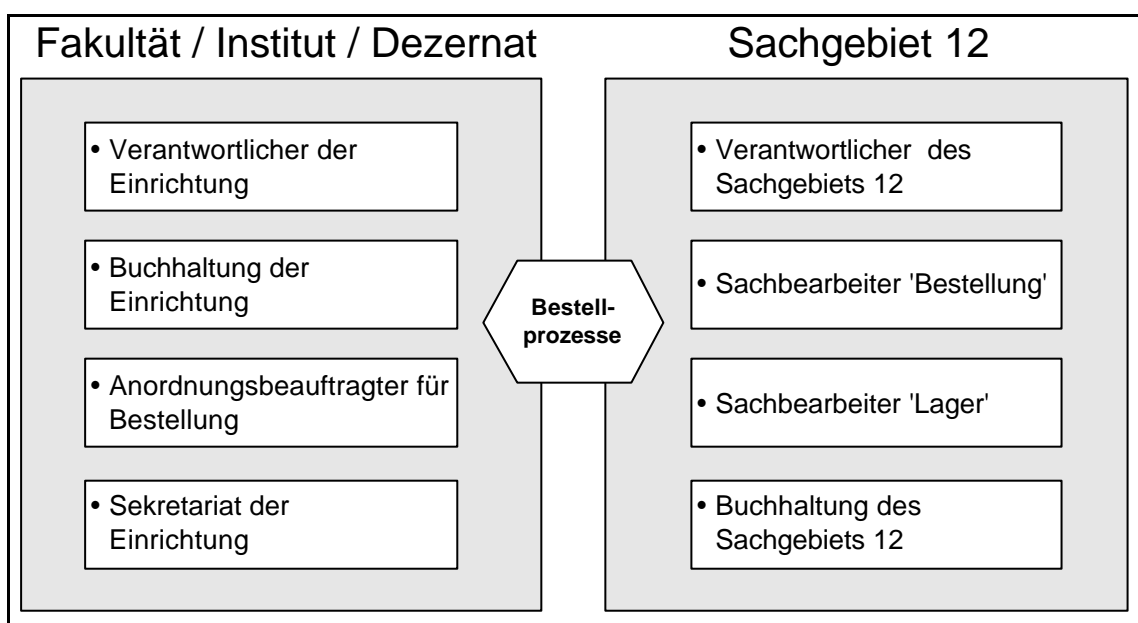 Fakultät / Institut / Dezernat
• Verantwortlicher der
Einrichtung
• Buchhaltung der
Einrichtung
• Anordnungsbeauftragter für
Bestellung
• Sekretariat der
Einrichtung
Bestell-
prozesse
Sachgebiet 12
• Verantwortlicher des
Sachgebiets 12
• Sachbearbeiter 'Bestellung'
• Sachbearbeiter 'Lager'
• Buchhaltung des
Sachgebiets 12